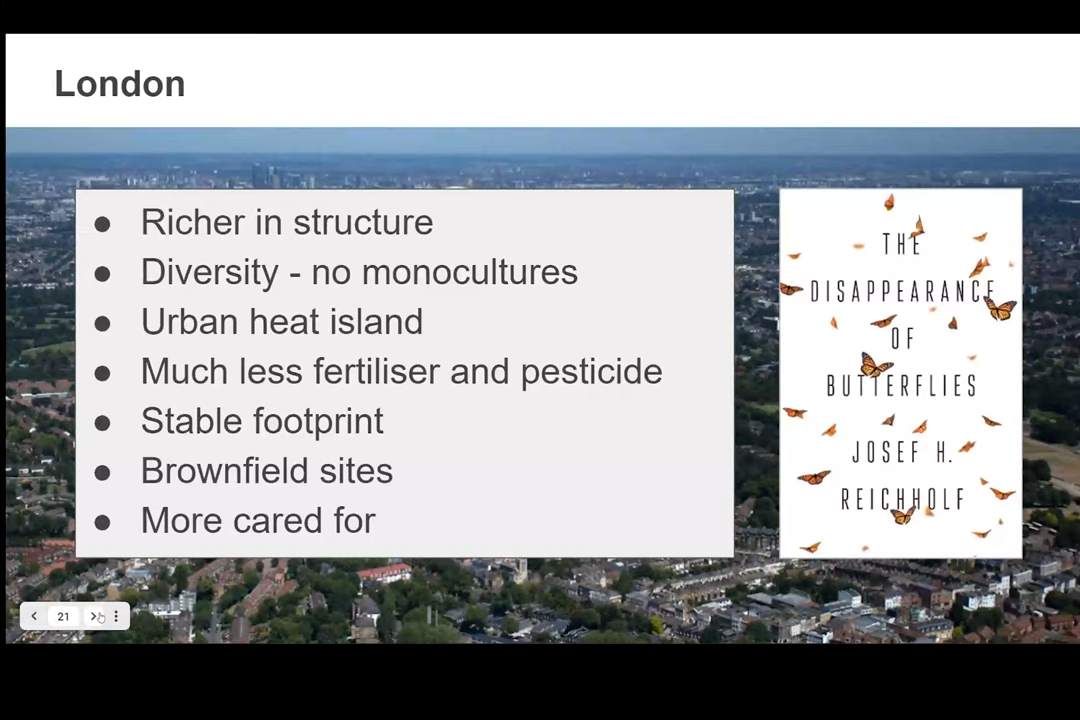 London
● Richer in structure
● Diversity - no monocultures
● Urban heat island
● Much less fertiliser and pesticide
● Stable footprint
● Brownfield sites
● More cared for
THE
DISAPPEARANCE
OF
BUTTERFLIES
JOSEF H.
REICHHOLF
21